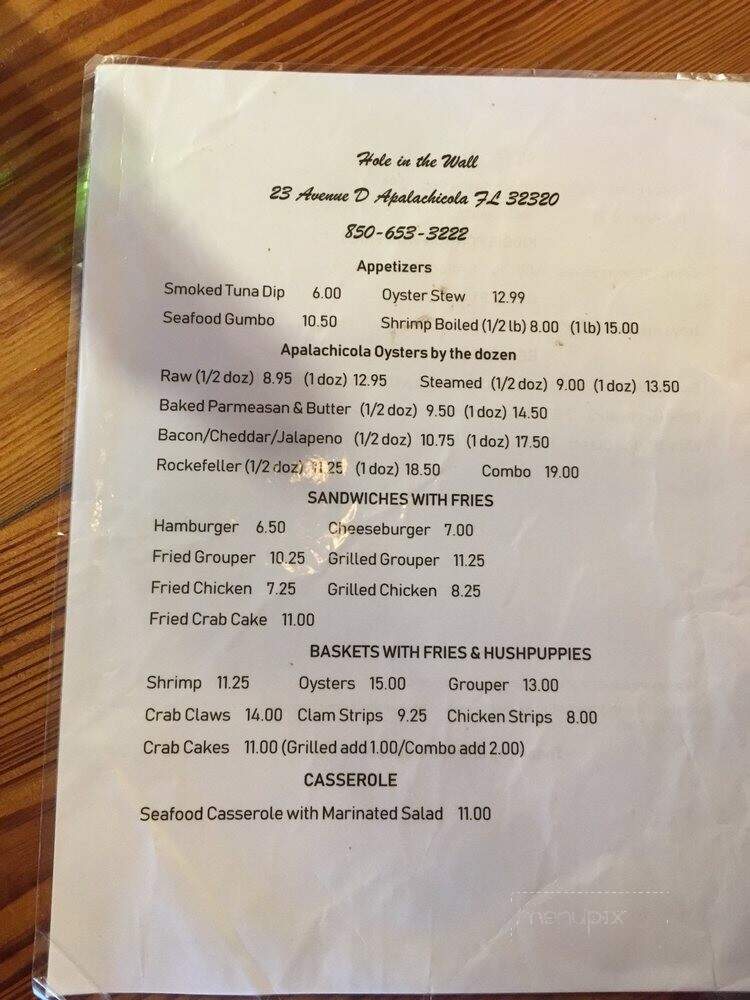 Hole in the Wall
23 Avenue D Apalachicola FL 32320
850-653-3222
Appetizers
Smoked Tuna Dip 6.00 Oyster Stew 12.99
Seafood Gumbo 10.50 Shrimp Boiled (1/2 lb) 8.00 (1 lb) 15.00
Apalachicola Oysters by the dozen
Raw (1/2 doz) 8.95 (1 doz) 12.95 Steamed (1/2 doz) 9.00 (1 doz) 13.50
Baked Parmeasan & Butter (1/2 doz) 9.50 (1 doz) 14.50
Bacon/Cheddar/Jalapeno (1/2 doz) 10.75 (1 doz) 17.50
Rockefeller (1/2 doz) 11.25 (1 doz) 18.50 Combo 19.00
SANDWICHES WITH FRIES
Hamburger 6.50 Cheeseburger 7.00
Fried Grouper 10.25 Grilled Grouper 11.25
Fried Chicken 7.25 Grilled Chicken 8.25
Fried Crab Cake 11.00
BASKETS WITH FRIES & HUSHPUPPIES
Shrimp 11.25 Oysters 15.00 Grouper 13.00
Crab Claws 14.00 Clam Strips 9.25 Chicken Strips 8.00
Crab Cakes 11.00 (Grilled add 1.00/Combo add 2.00)
CASSEROLE
Seafood Casserole with Marinated Salad 11.00
menupix